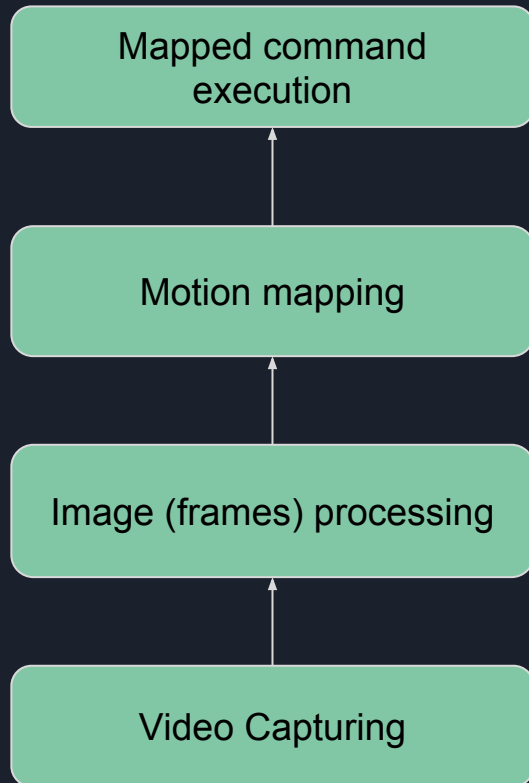 Mapped command
execution
Motion mapping
Image (frames) processing
Video Capturing